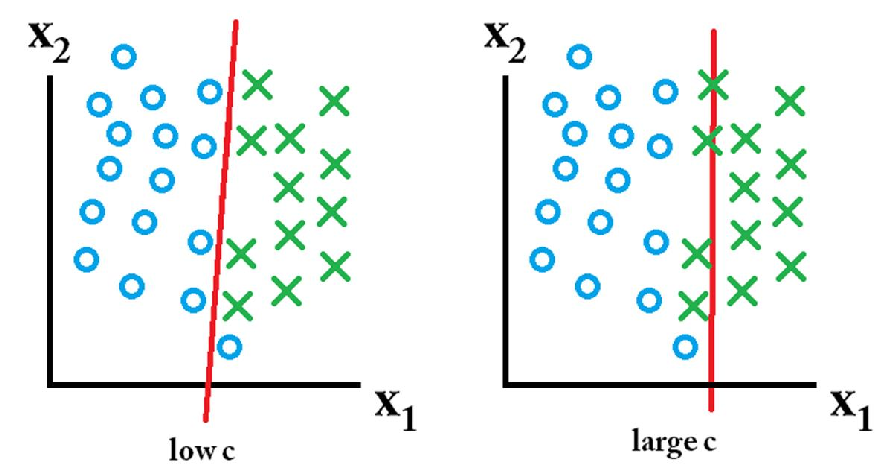 x₂
x₁
low c
x₂
x₁
large c